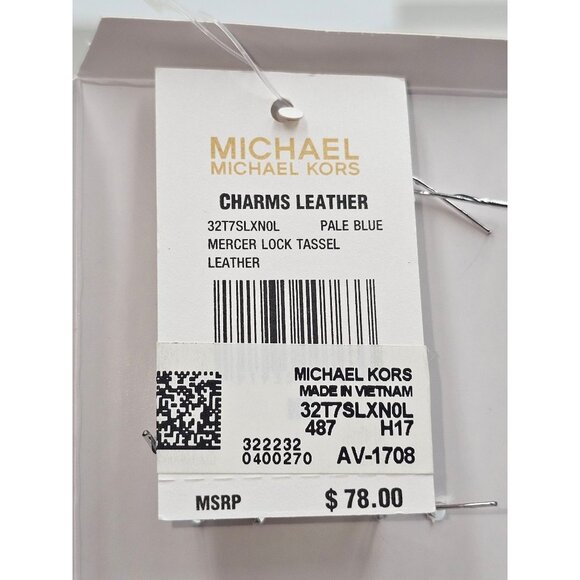 MICHAEL
MICHAEL KORS
CHARMS LEATHER
32T7SLXN0L PALE BLUE
MERCER LOCK TASSEL
LEATHER
MICHAEL KORS
MADE IN VIETNAM
32T7SLXN0L
487 H17
322232
0400270 AV-1708
MSRP $ 78.00